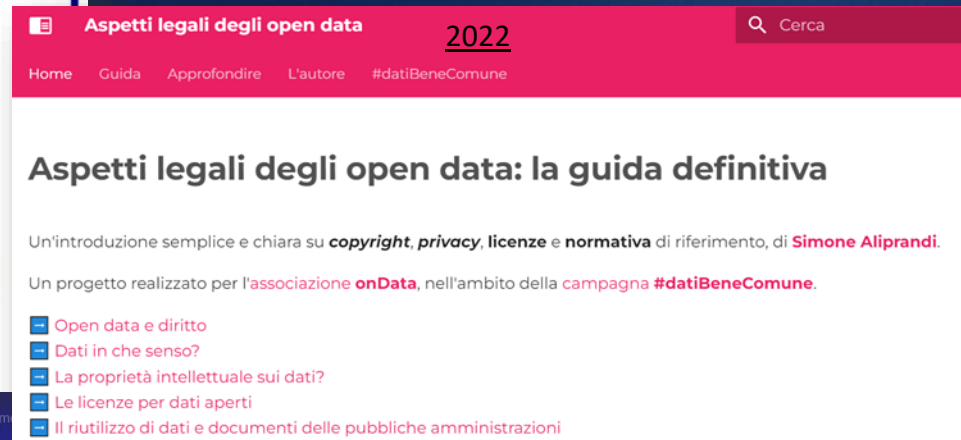 Aspetti legali degli open data
2022
Cerca
Home Guida Approfondire L'autore #datiBeneComune
Aspetti legali degli open data: la guida definitiva
Un'introduzione semplice e chiara su copyright, privacy, licenze e normativa di riferimento, di Simone Aliprandi.
Un progetto realizzato per l'associazione onData, nell'ambito della campagna #datiBeneComune.
Open data e diritto
Dati in che senso?
La proprietà intellettuale sui dati?
Le licenze per dati aperti
Il riutilizzo di dati e documenti delle pubbliche amministrazioni